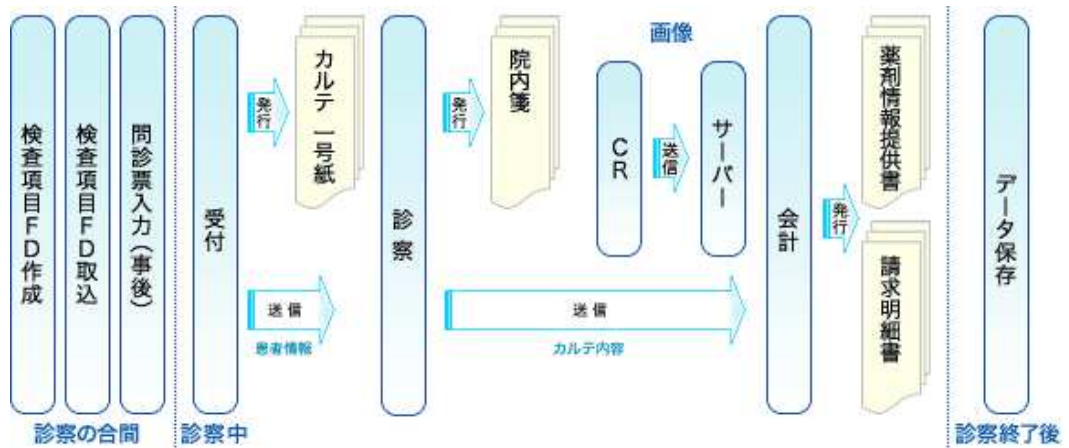 検査項目FD作成
検査項目FD取込
問診票入力(事後)
診察の合間
受付
診察中
発行
カルテ 一号紙
送信
患者情報
診察
発行
院内箋
画像
CR
送信
サーバー
送信
カルテ内容
会計
発行
薬剤情報提供書
請求明細書
データ保存
診察終了後